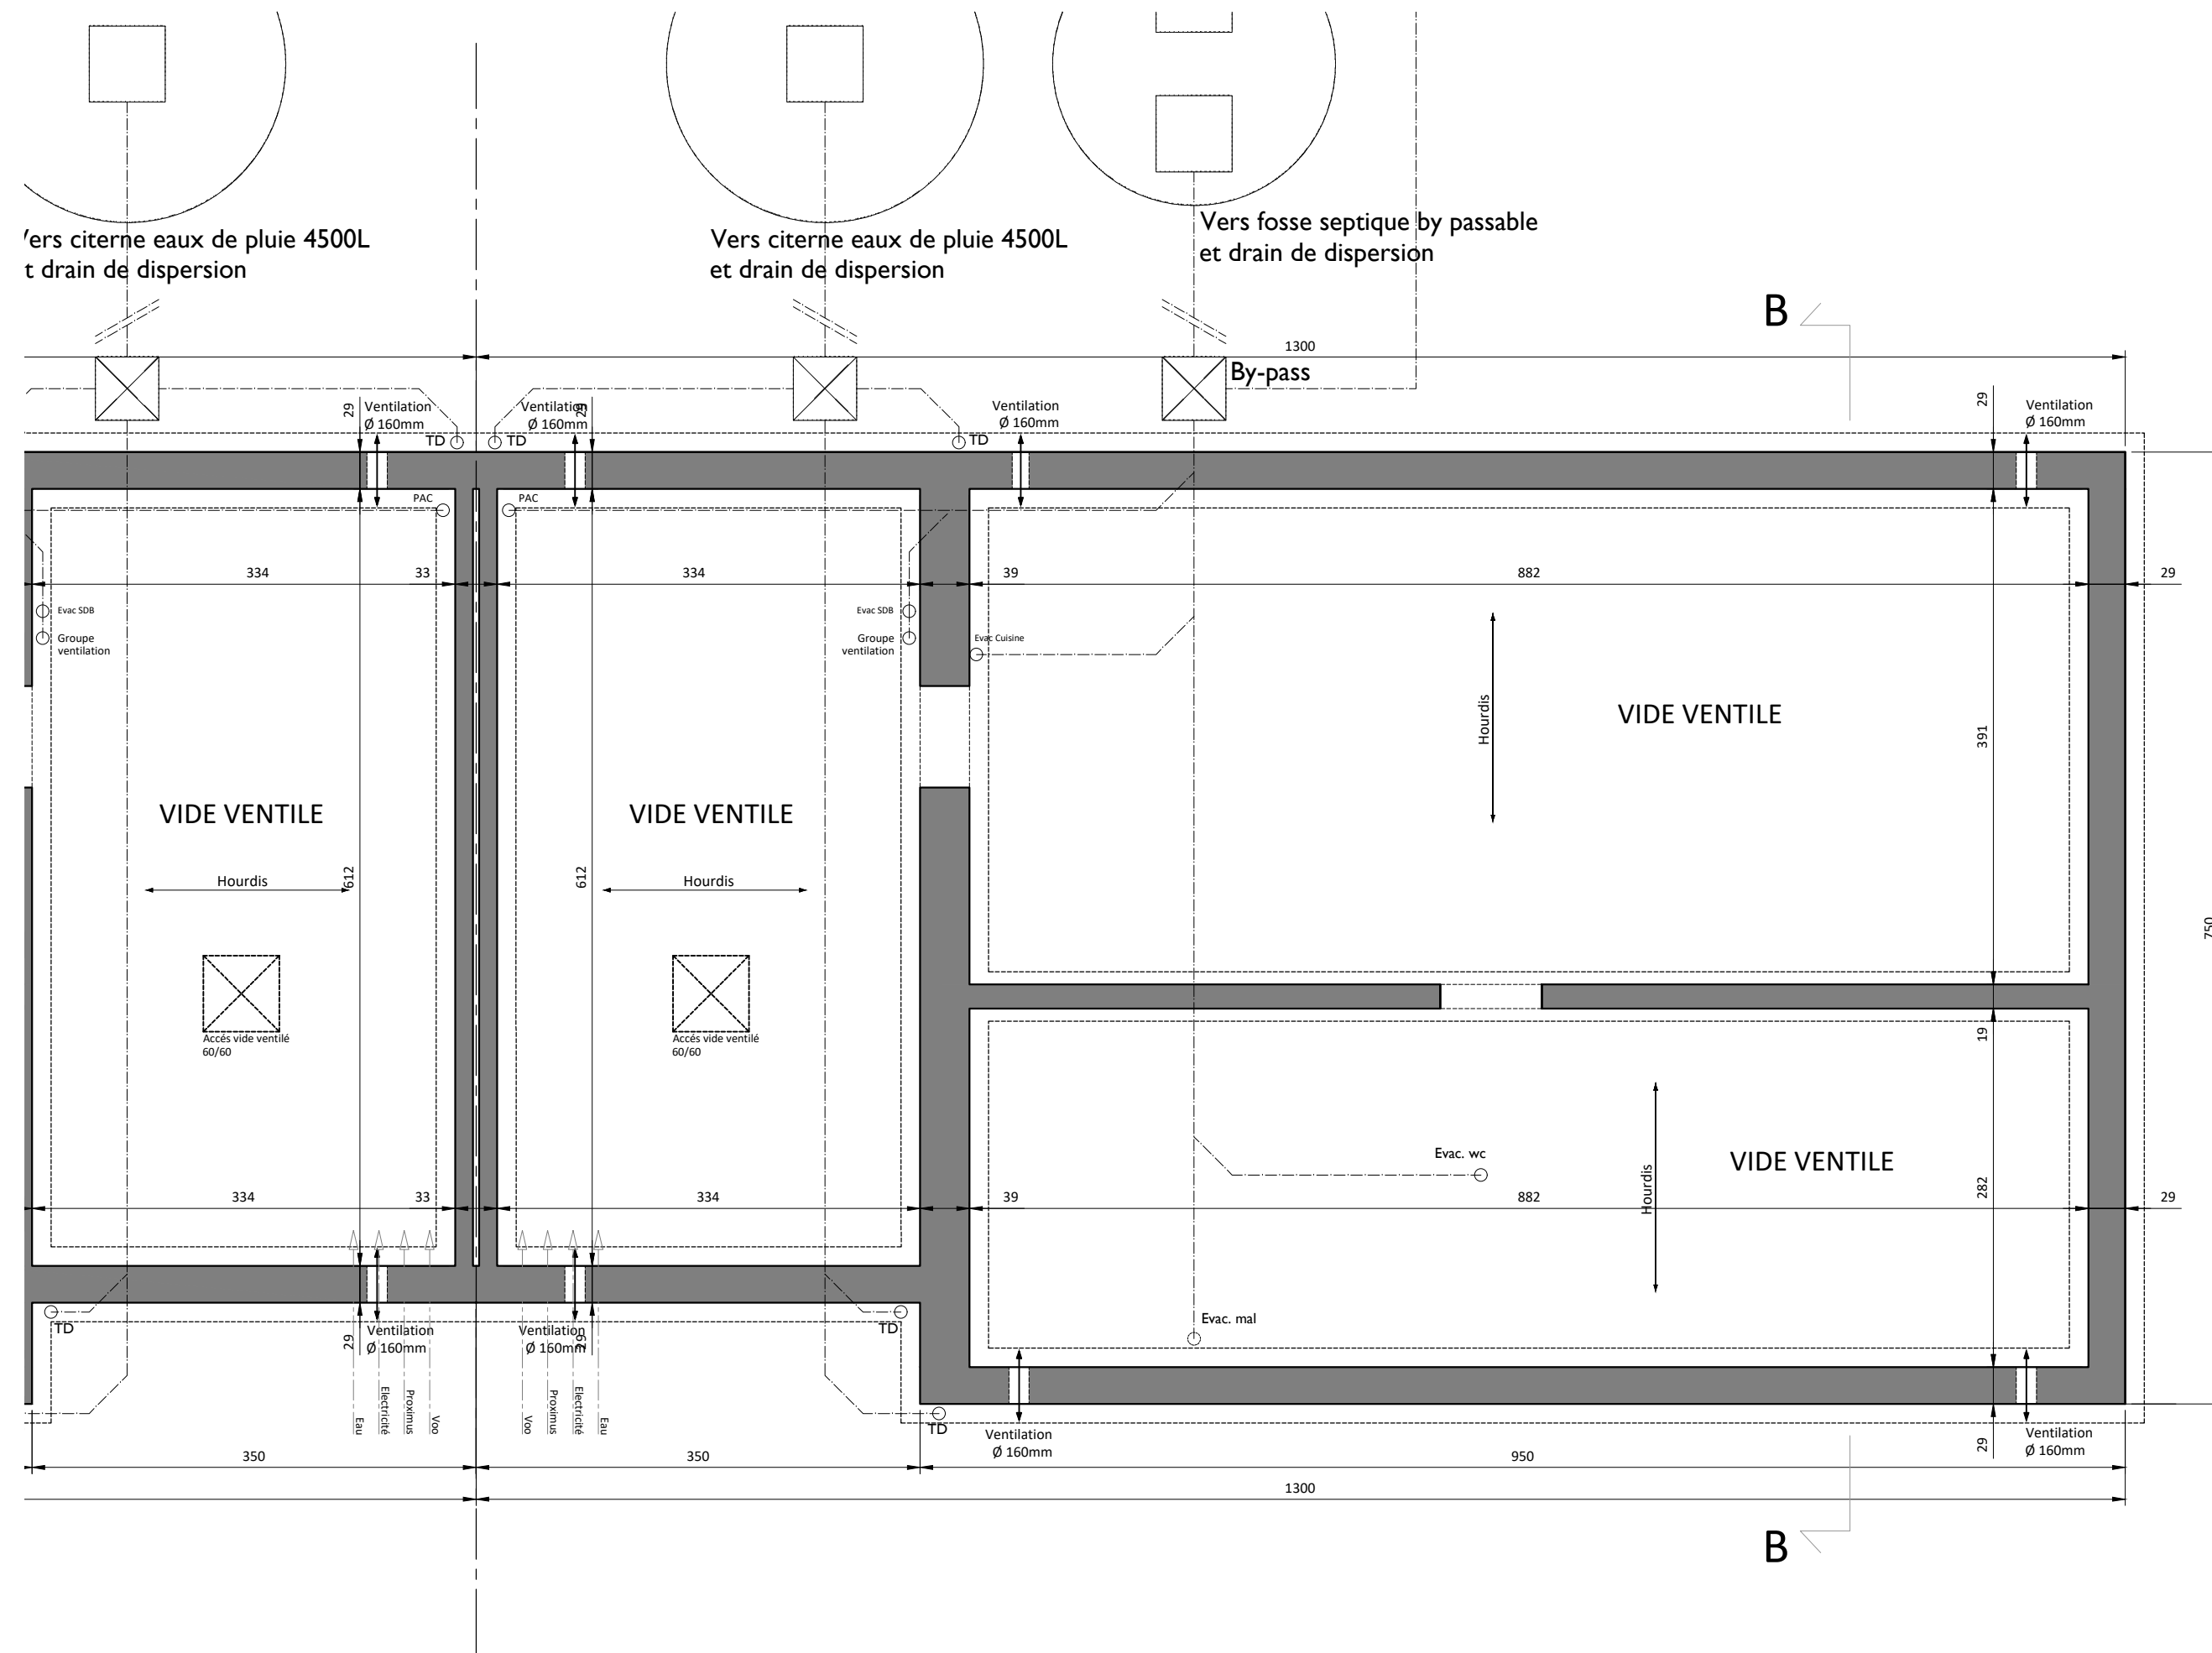 Vers citerne eaux de pluie 4500L
t drain de dispersion
Vers citerne eaux de pluie 4500L
et drain de dispersion
Vers fosse septique by passable
et drain de dispersion
B
1300
By-pass
29
Ventilation
Ø 160mm
TD
Ventilation
Ø 160mm
29
TD
TD
Ventilation
Ø 160mm
29
Ventilation
Ø 160mm
PAC
PAC
334
33
334
39
882
29
Evac SDB
Groupe
ventilation
Evac SDB
Groupe
ventilation
Evac Cuisine
Hourdis
VIDE VENTILE
391
VIDE VENTILE
VIDE VENTILE
Hourdis
612
Hourdis
612
750
Accés vide ventilé
60/60
Accés vide ventilé
60/60
19
Evac. wc
VIDE VENTILE
Hourdis
282
334
33
334
39
882
29
Evac. mal
TD
29
Ventilation
Ø 160mm
Ventilation
Ø 160mm
29
TD
Eau
Electricité
Proximus
Voo
Voo
Proximus
Electricité
Eau
TD
Ventilation
Ø 160mm
29
Ventilation
Ø 160mm
350
350
950
1300
B